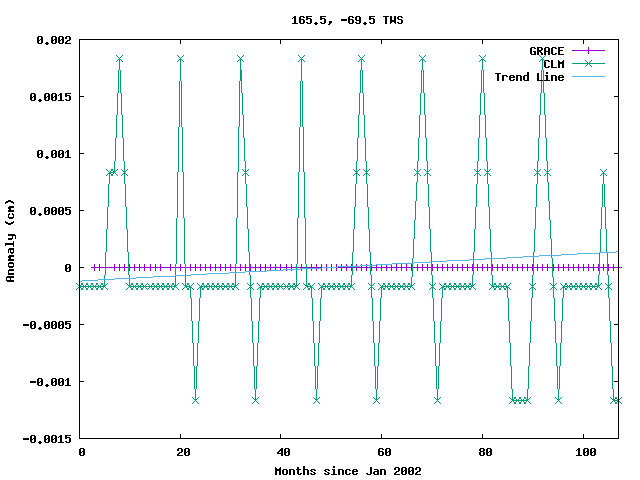 165.5, -69.5 TWS
GRACE
CLM
Trend Line
0.002
0.0015
0.001
0.0005
0
-0.0005
-0.001
-0.0015
Anomaly (cm)
0 20 40 60 80 100
Months since Jan 2002